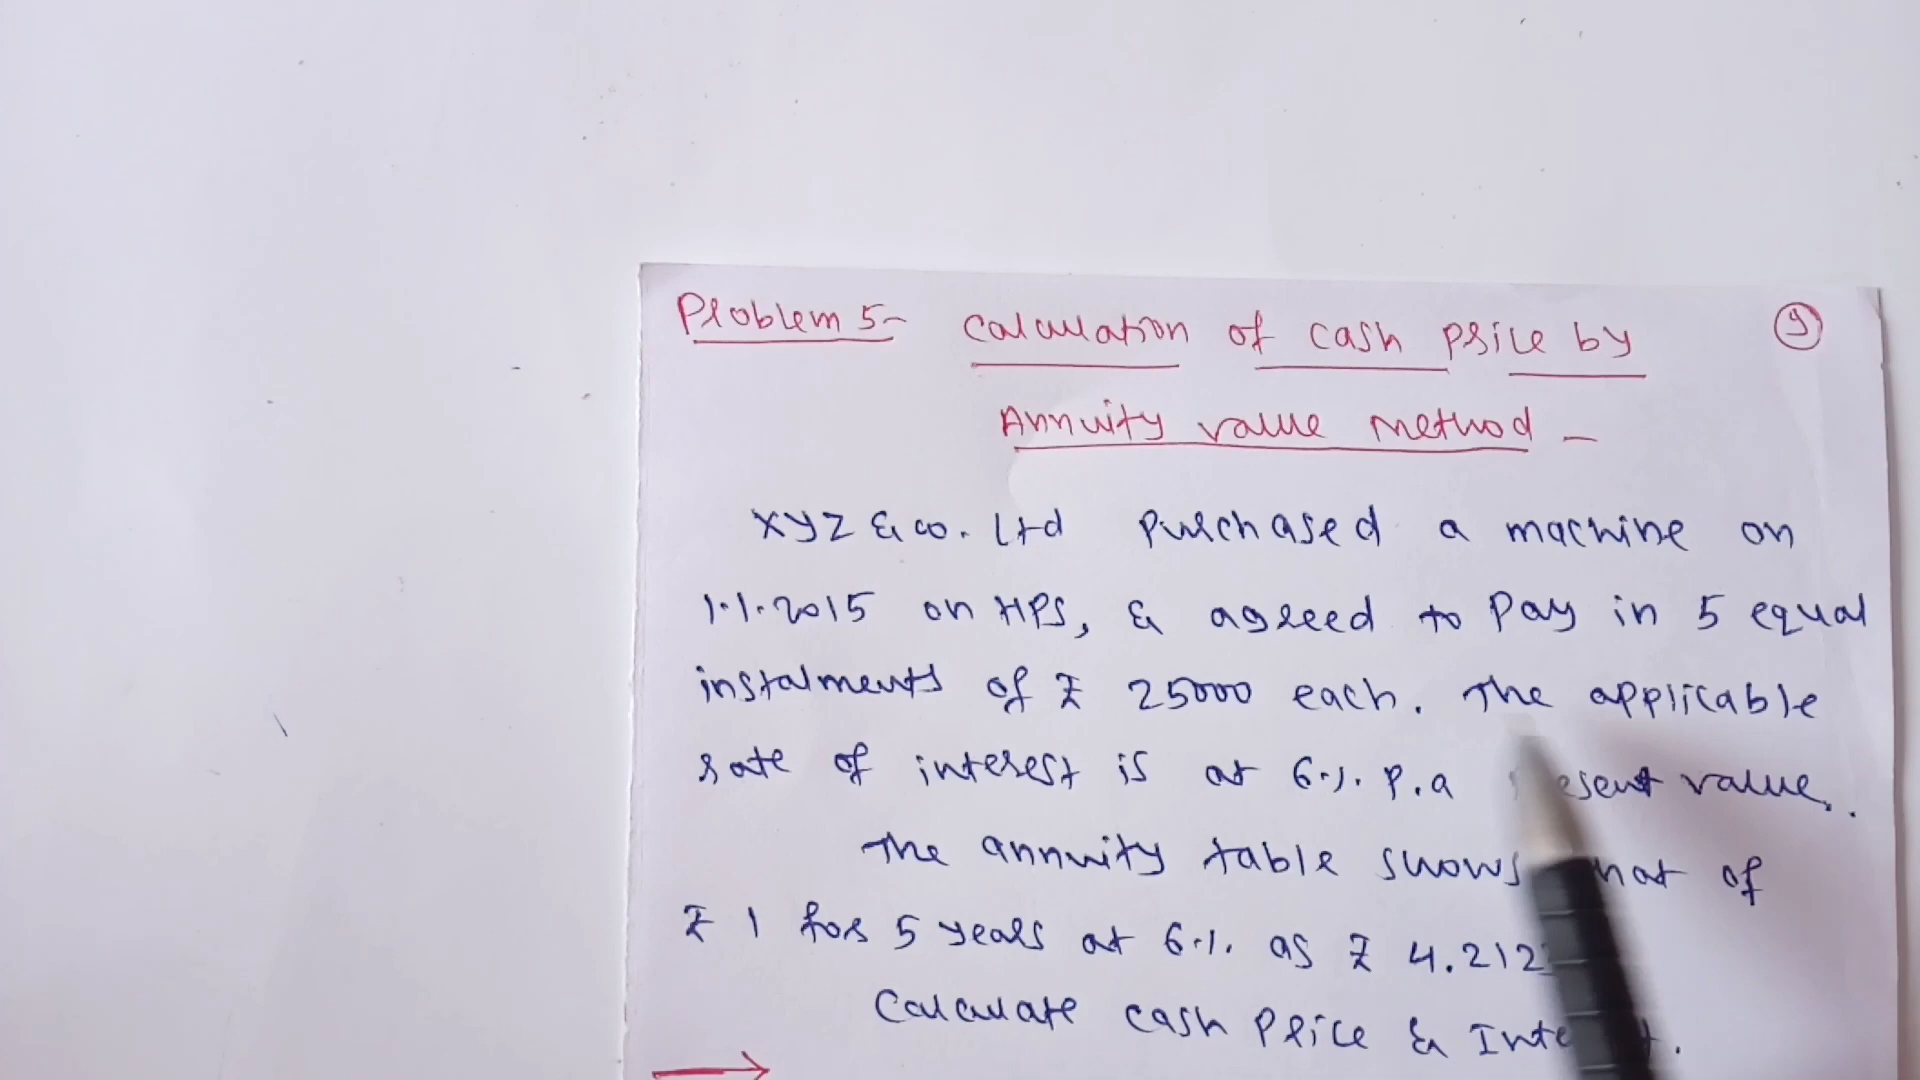 Problem 5- Calculation of cash price by 9
Annuity value Method -
XYZ & co. Ltd purchased a machine on
1.1.2015 on HPS, & agreed to pay in 5 equal
instalments of ₹ 25000 each. The applicable
rate of interest is at 6.%. P.a value.
The annuity table shows of
₹ 1 for 5 years at 6.%. as ₹ 4.212
Calculate cash Price &